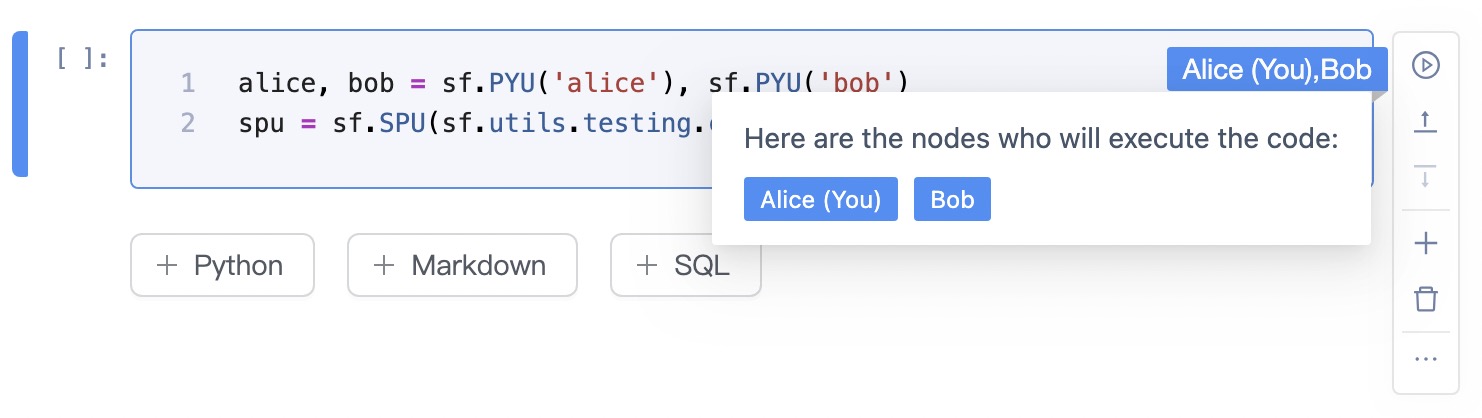 [ ]:
1 alice, bob = sf.PYU('alice'), sf.PYU('bob')
Alice (You),Bob
2 spu = sf.SPU(sf.utils.testing.
Here are the nodes who will execute the code:
Alice (You) Bob
+ Python + Markdown + SQL